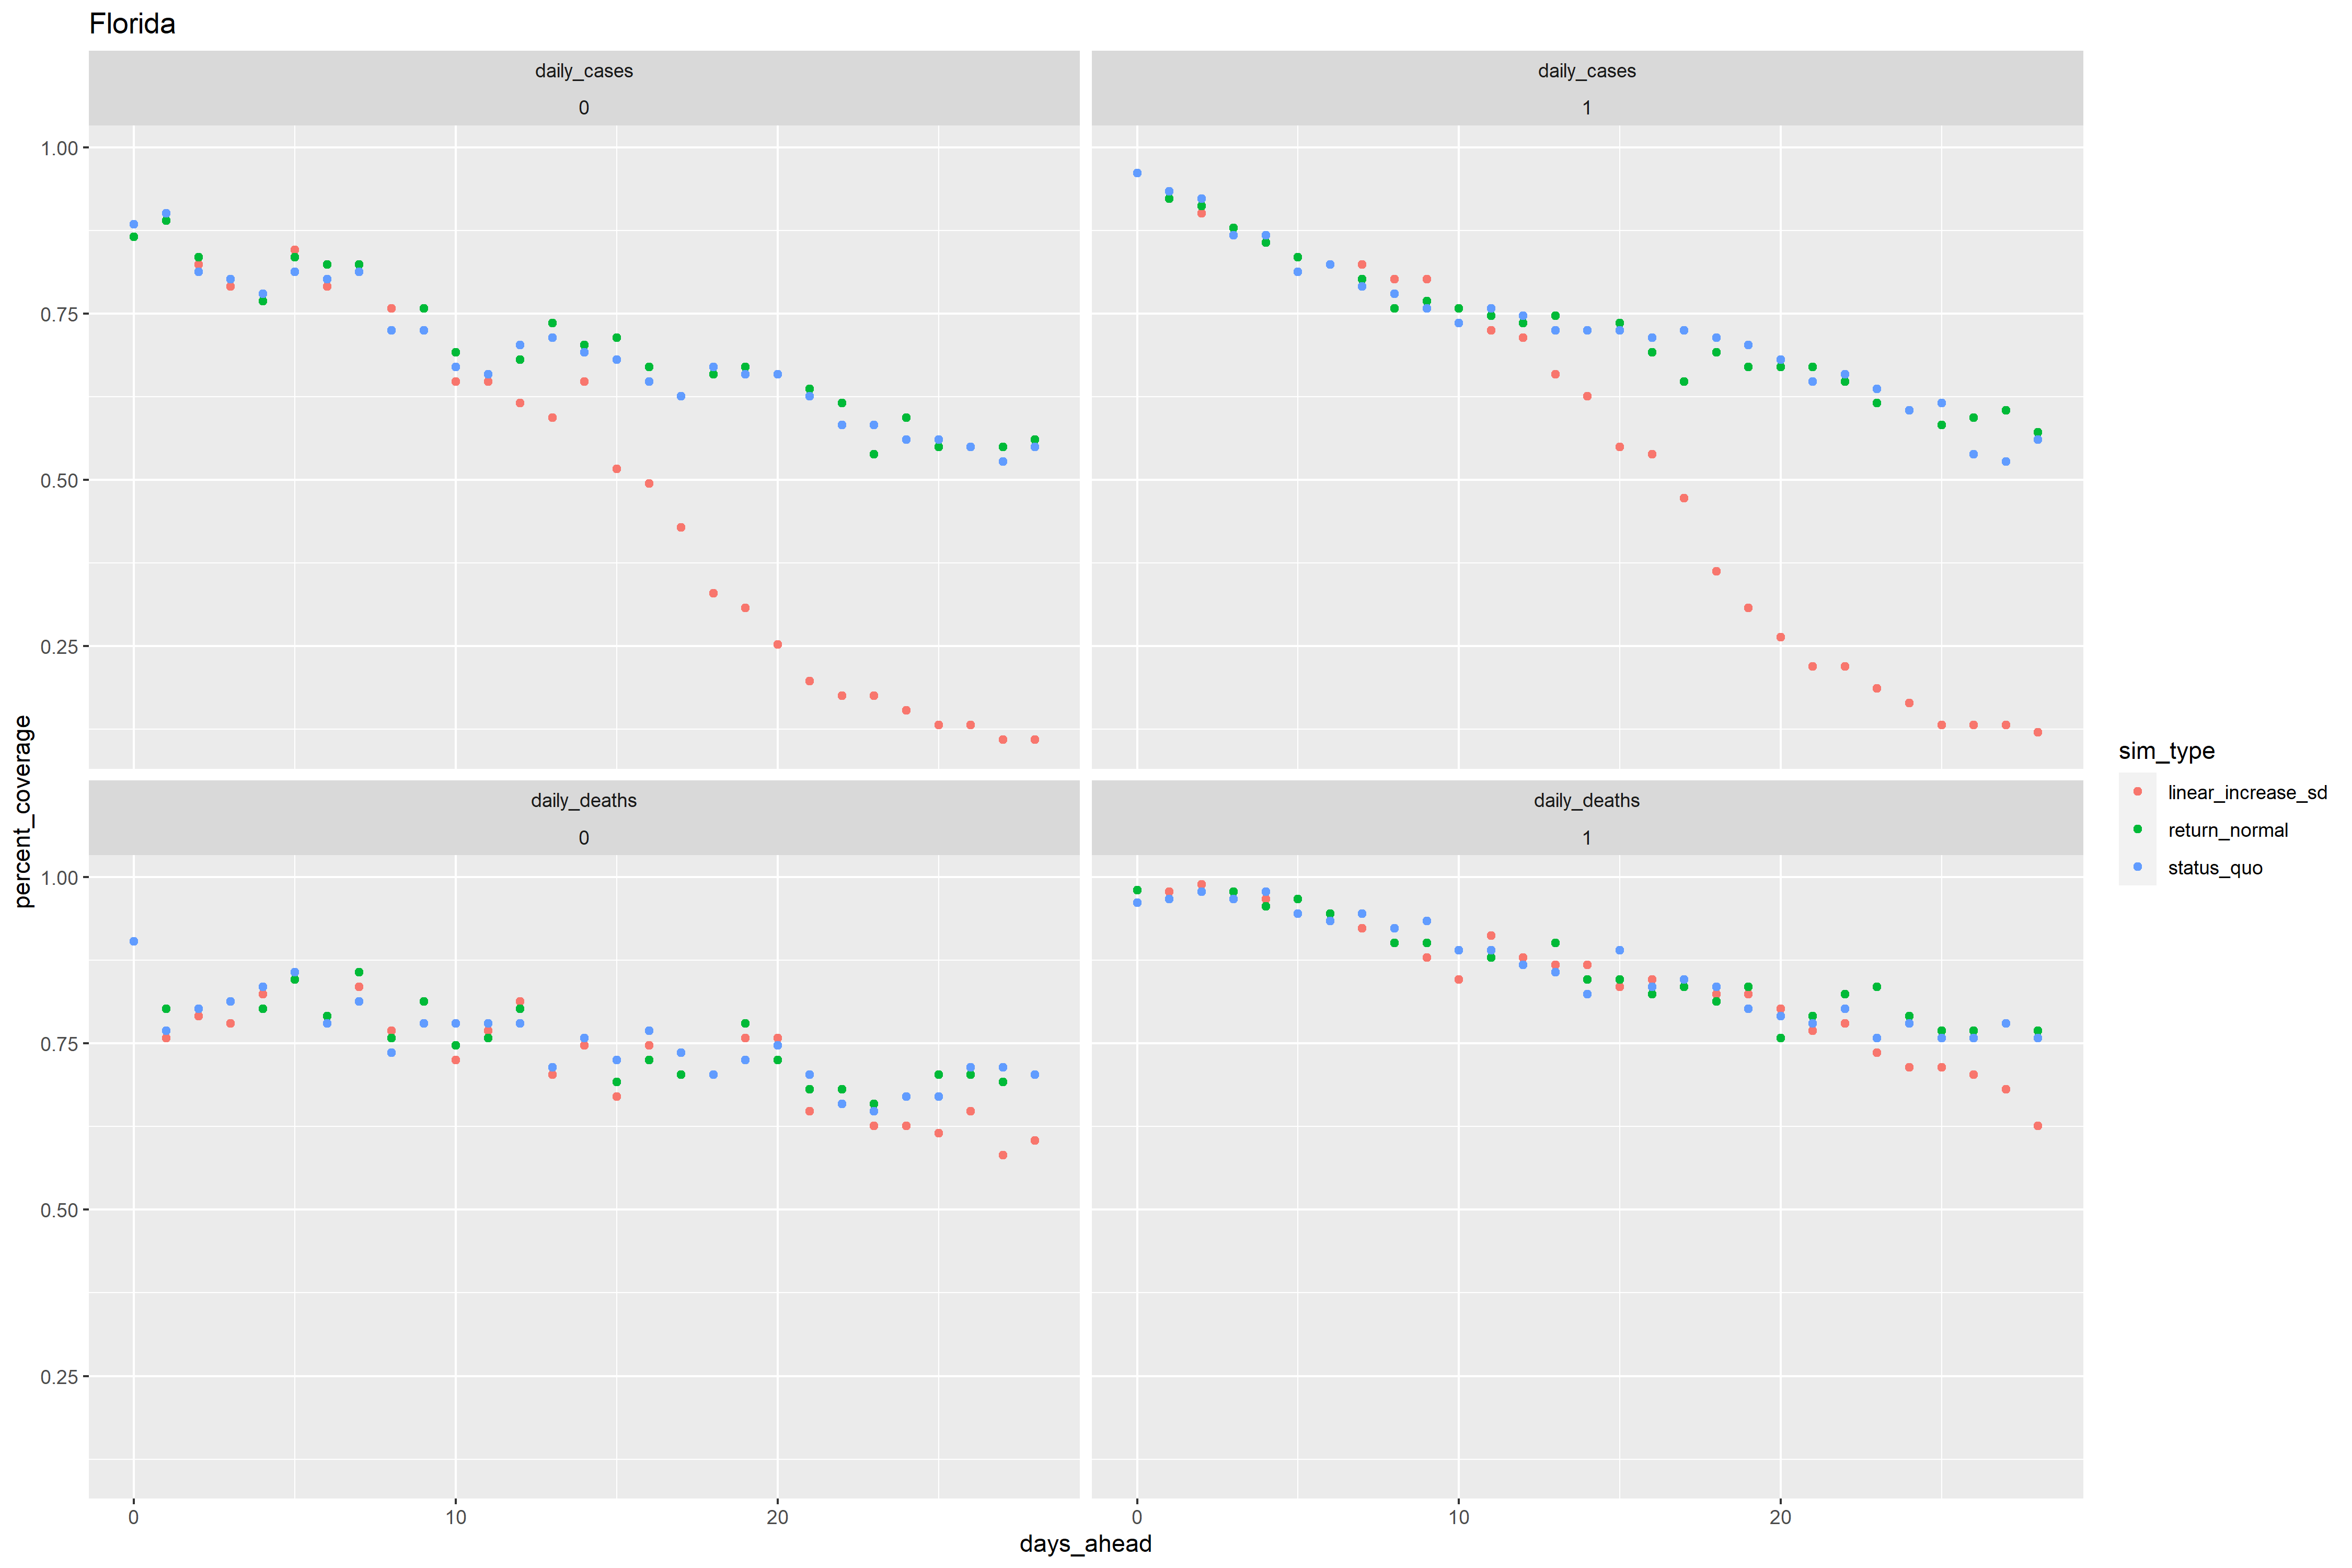 Florida
daily_cases
0
daily_cases
1
1.00
0.75
0.50
0.25
daily_deaths
0
daily_deaths
1
1.00
0.75
0.50
0.25
0
10
20
0
10
20
days_ahead
percent_coverage
sim_type
linear_increase_sd
return_normal
status_quo